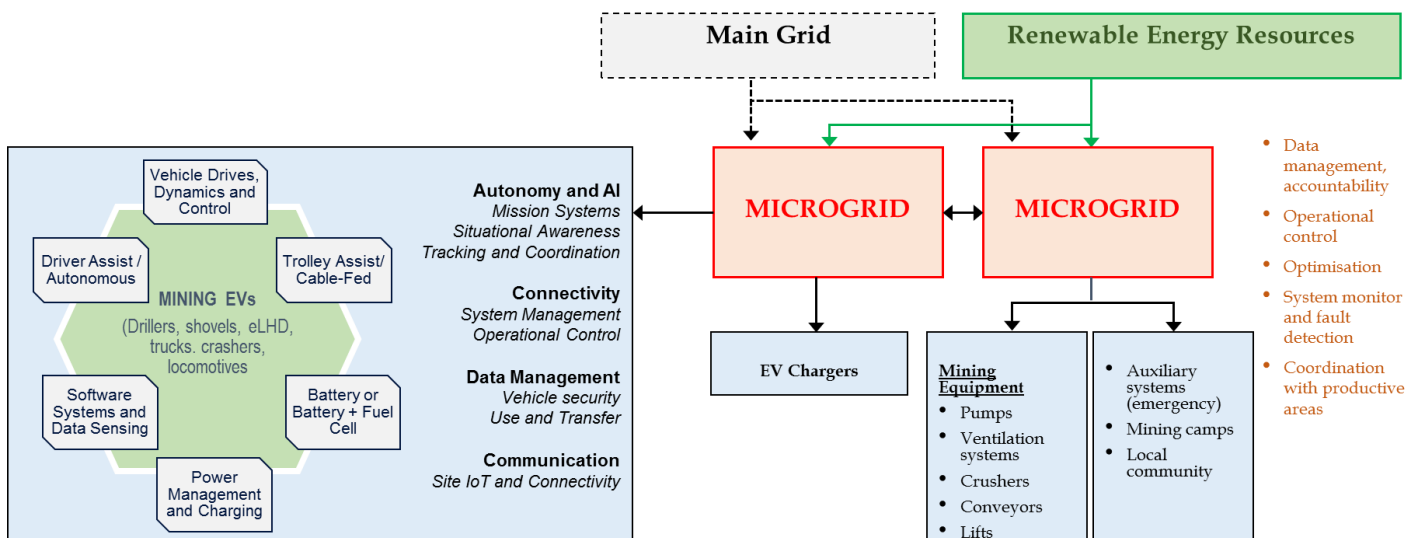 Main Grid
Renewable Energy Resources
Vehicle Drives,
Dynamics and
Control
Driver Assist /
Autonomous
Trolley Assist/
Cable-Fed
MINING EVs
(Drillers, shovels, eLHD,
trucks. crashers,
locomotives
Software
Systems and
Data Sensing
Battery or
Battery + Fuel
Cell
Power
Management
and Charging
Autonomy and AI
Mission Systems
Situational Awareness
Tracking and Coordination
Connectivity
System Management
Operational Control
Data Management
Vehicle security
Use and Transfer
Communication
Site IoT and Connectivity
MICROGRID
MICROGRID
EV Chargers
Mining
Equipment
• Pumps
• Ventilation
systems
• Crushers
• Conveyors
• Lifts
• Auxiliary
systems
(emergency)
• Mining camps
• Local
community
• Data
management,
accountability
• Operational
control
• Optimisation
• System monitor
and fault
detection
• Coordination
with productive
areas